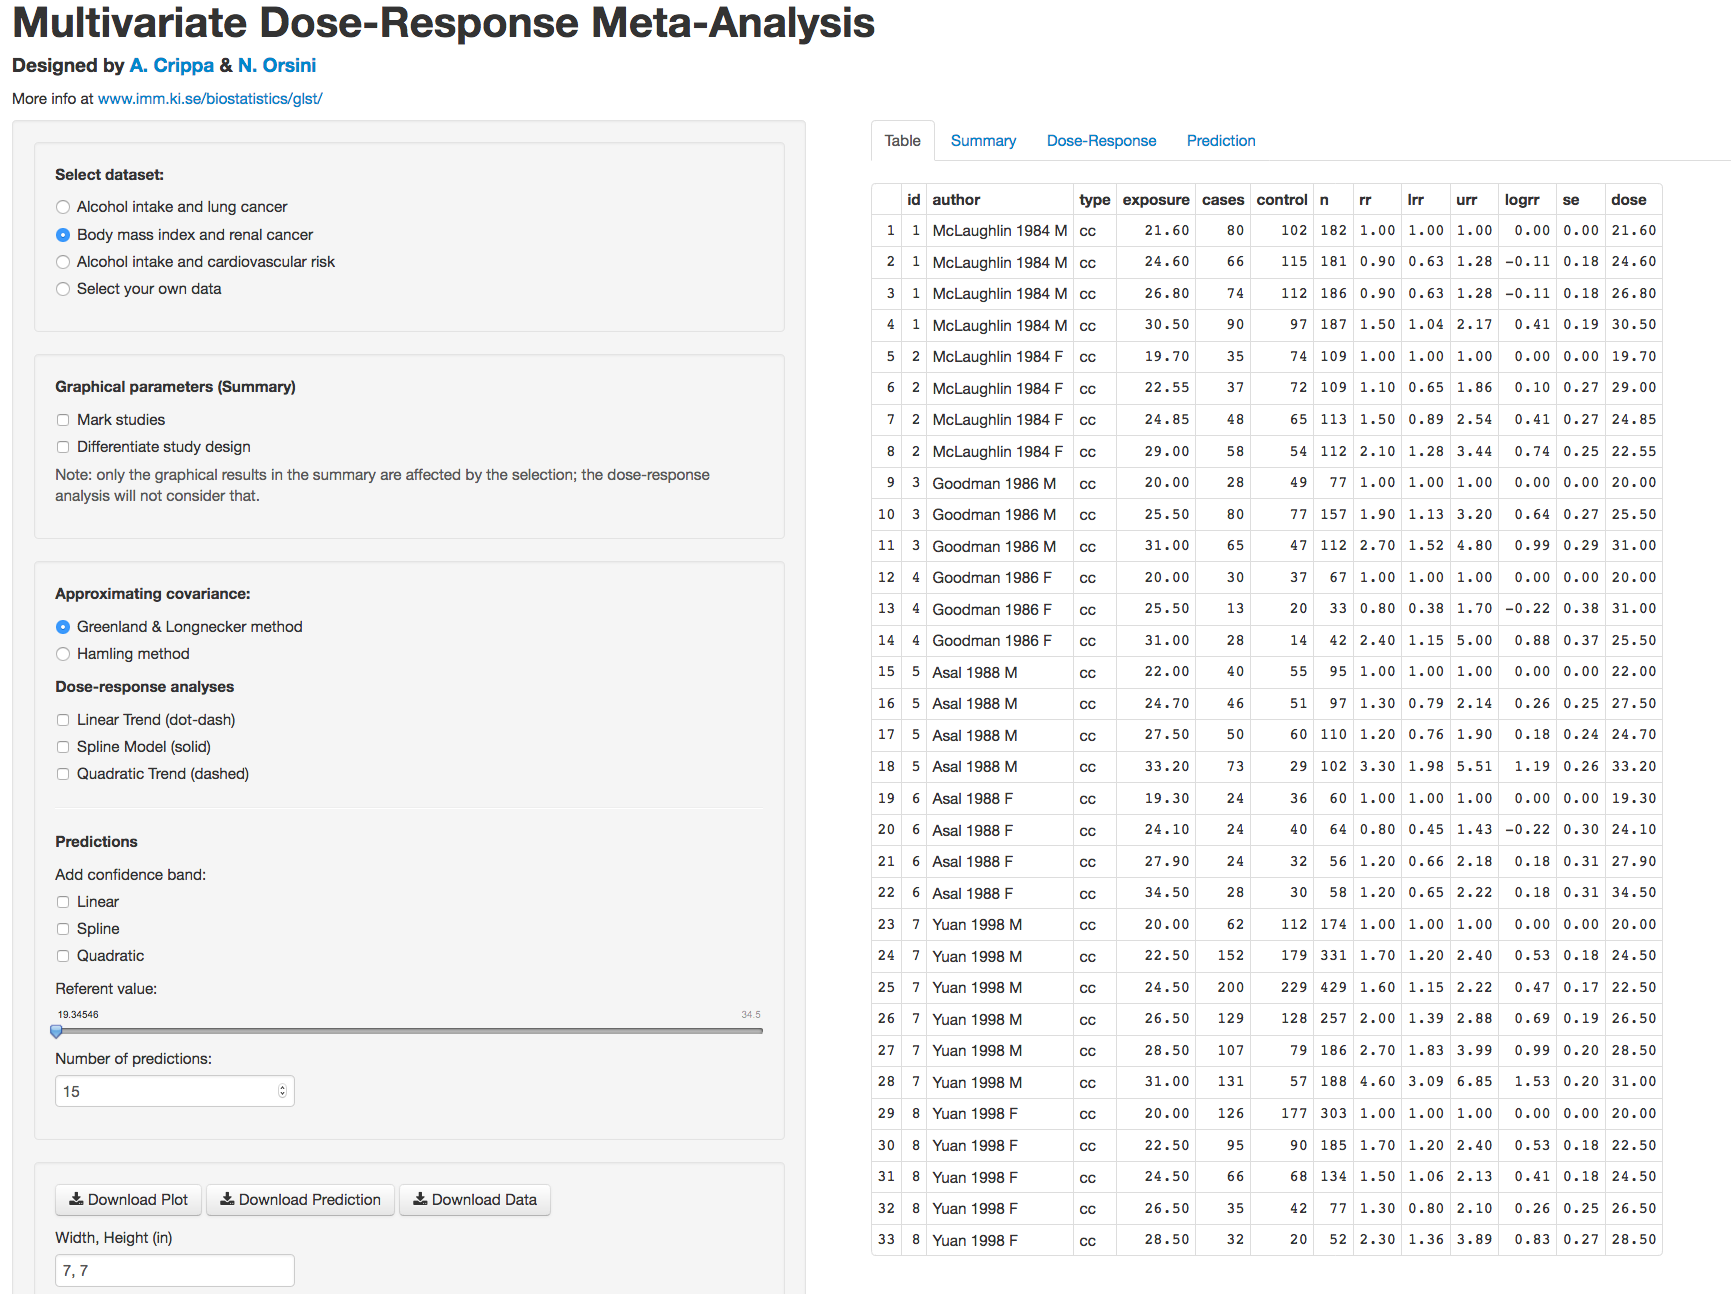 Multivariate Dose-Response Meta-Analysis
Designed by A. Crippa & N. Orsini
More info at www.imm.ki.se/biostatistics/glst/
Select dataset:
Alcohol intake and lung cancer
Body mass index and renal cancer
Alcohol intake and cardiovascular risk
Select your own data
Graphical parameters (Summary)
Mark studies
Differentiate study design
Note: only the graphical results in the summary are affected by the selection; the dose-response
analysis will not consider that.
Approximating covariance:
Greenland & Longnecker method
Hamling method
Dose-response analyses
Linear Trend (dot-dash)
Spline Model (solid)
Quadratic Trend (dashed)
Predictions
Add confidence band:
Linear
Spline
Quadratic
Referent value:
19.34546 34.5
Number of predictions:
15
Download Plot Download Prediction Download Data
Width, Height (in)
7, 7
Table Summary Dose-Response Prediction
id author type exposure cases control n rr lrr urr logrr se dose
1 1 McLaughlin 1984 M cc 21.60 80 102 182 1.00 1.00 1.00 0.00 0.00 21.60
2 1 McLaughlin 1984 M cc 24.60 66 115 181 0.90 0.63 1.28 −0.11 0.18 24.60
3 1 McLaughlin 1984 M cc 26.80 74 112 186 0.90 0.63 1.28 −0.11 0.18 26.80
4 1 McLaughlin 1984 M cc 30.50 90 97 187 1.50 1.04 2.17 0.41 0.19 30.50
5 2 McLaughlin 1984 F cc 19.70 35 74 109 1.00 1.00 1.00 0.00 0.00 19.70
6 2 McLaughlin 1984 F cc 22.55 37 72 109 1.10 0.65 1.86 0.10 0.27 29.00
7 2 McLaughlin 1984 F cc 24.85 48 65 113 1.50 0.89 2.54 0.41 0.27 24.85
8 2 McLaughlin 1984 F cc 29.00 58 54 112 2.10 1.28 3.44 0.74 0.25 22.55
9 3 Goodman 1986 M cc 20.00 28 49 77 1.00 1.00 1.00 0.00 0.00 20.00
10 3 Goodman 1986 M cc 25.50 80 77 157 1.90 1.13 3.20 0.64 0.27 25.50
11 3 Goodman 1986 M cc 31.00 65 47 112 2.70 1.52 4.80 0.99 0.29 31.00
12 4 Goodman 1986 F cc 20.00 30 37 67 1.00 1.00 1.00 0.00 0.00 20.00
13 4 Goodman 1986 F cc 25.50 13 20 33 0.80 0.38 1.70 −0.22 0.38 31.00
14 4 Goodman 1986 F cc 31.00 28 14 42 2.40 1.15 5.00 0.88 0.37 25.50
15 5 Asal 1988 M cc 22.00 40 55 95 1.00 1.00 1.00 0.00 0.00 22.00
16 5 Asal 1988 M cc 24.70 46 51 97 1.30 0.79 2.14 0.26 0.25 27.50
17 5 Asal 1988 M cc 27.50 50 60 110 1.20 0.76 1.90 0.18 0.24 24.70
18 5 Asal 1988 M cc 33.20 73 29 102 3.30 1.98 5.51 1.19 0.26 33.20
19 6 Asal 1988 F cc 19.30 24 36 60 1.00 1.00 1.00 0.00 0.00 19.30
20 6 Asal 1988 F cc 24.10 24 40 64 0.80 0.45 1.43 −0.22 0.30 24.10
21 6 Asal 1988 F cc 27.90 24 32 56 1.20 0.66 2.18 0.18 0.31 27.90
22 6 Asal 1988 F cc 34.50 28 30 58 1.20 0.65 2.22 0.18 0.31 34.50
23 7 Yuan 1998 M cc 20.00 62 112 174 1.00 1.00 1.00 0.00 0.00 20.00
24 7 Yuan 1998 M cc 22.50 152 179 331 1.70 1.20 2.40 0.53 0.18 24.50
25 7 Yuan 1998 M cc 24.50 200 229 429 1.60 1.15 2.22 0.47 0.17 22.50
26 7 Yuan 1998 M cc 26.50 129 128 257 2.00 1.39 2.88 0.69 0.19 26.50
27 7 Yuan 1998 M cc 28.50 107 79 186 2.70 1.83 3.99 0.99 0.20 28.50
28 7 Yuan 1998 M cc 31.00 131 57 188 4.60 3.09 6.85 1.53 0.20 31.00
29 8 Yuan 1998 F cc 20.00 126 177 303 1.00 1.00 1.00 0.00 0.00 20.00
30 8 Yuan 1998 F cc 22.50 95 90 185 1.70 1.20 2.40 0.53 0.18 22.50
31 8 Yuan 1998 F cc 24.50 66 68 134 1.50 1.06 2.13 0.41 0.18 24.50
32 8 Yuan 1998 F cc 26.50 35 42 77 1.30 0.80 2.10 0.26 0.25 26.50
33 8 Yuan 1998 F cc 28.50 32 20 52 2.30 1.36 3.89 0.83 0.27 28.50